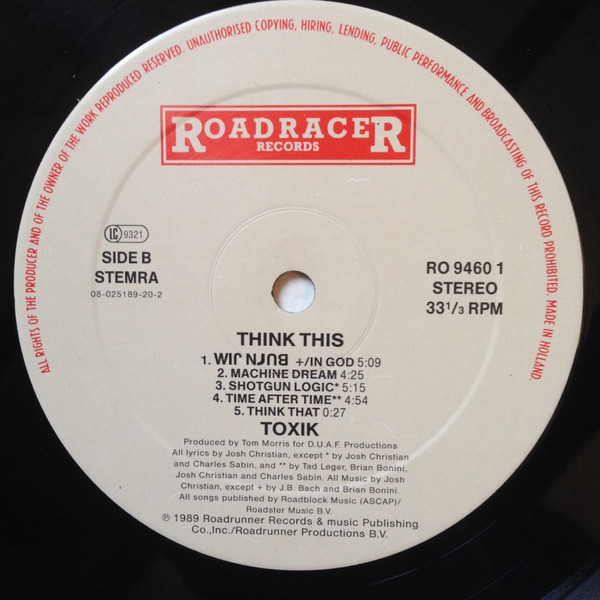 ALL RIGHTS OF THE PRODUCER AND OF THE OWNER OF THE WORK REPRODUCED RESERVED. UNAUTHORISED COPYING, HIRING, LENDING, PUBLIC PERFORMANCE AND BROADCASTING OF THIS RECORD PROHIBITED. MADE IN HOLLAND.
ROADRACER
RECORDS
LC 9321
SIDE B
STEMRA
08-025189-20-2
RO 9460 1
STEREO
33 1/3 RPM
THINK THIS
1. WIJ NJUB +/IN GOD 5:09
2. MACHINE DREAM 4:25
3. SHOTGUN LOGIC* 5:15
4. TIME AFTER TIME** 4:54
5. THINK THAT 0:27
TOXIK
Produced by Tom Morris for D.U.A.F. Productions
All lyrics by Josh Christian, except * by Josh Christian
and Charles Sabin, and ** by Tad Leger, Brian Bonini,
Josh Christian and Charles Sabin. All Music by Josh
Christian, except + by J.B. Bach and Brian Bonini.
All songs published by Roadblock Music (ASCAP)/
Roadster Music B.V.
℗ 1989 Roadrunner Records & music Publishing
Co.,Inc./Roadrunner Productions B.V.